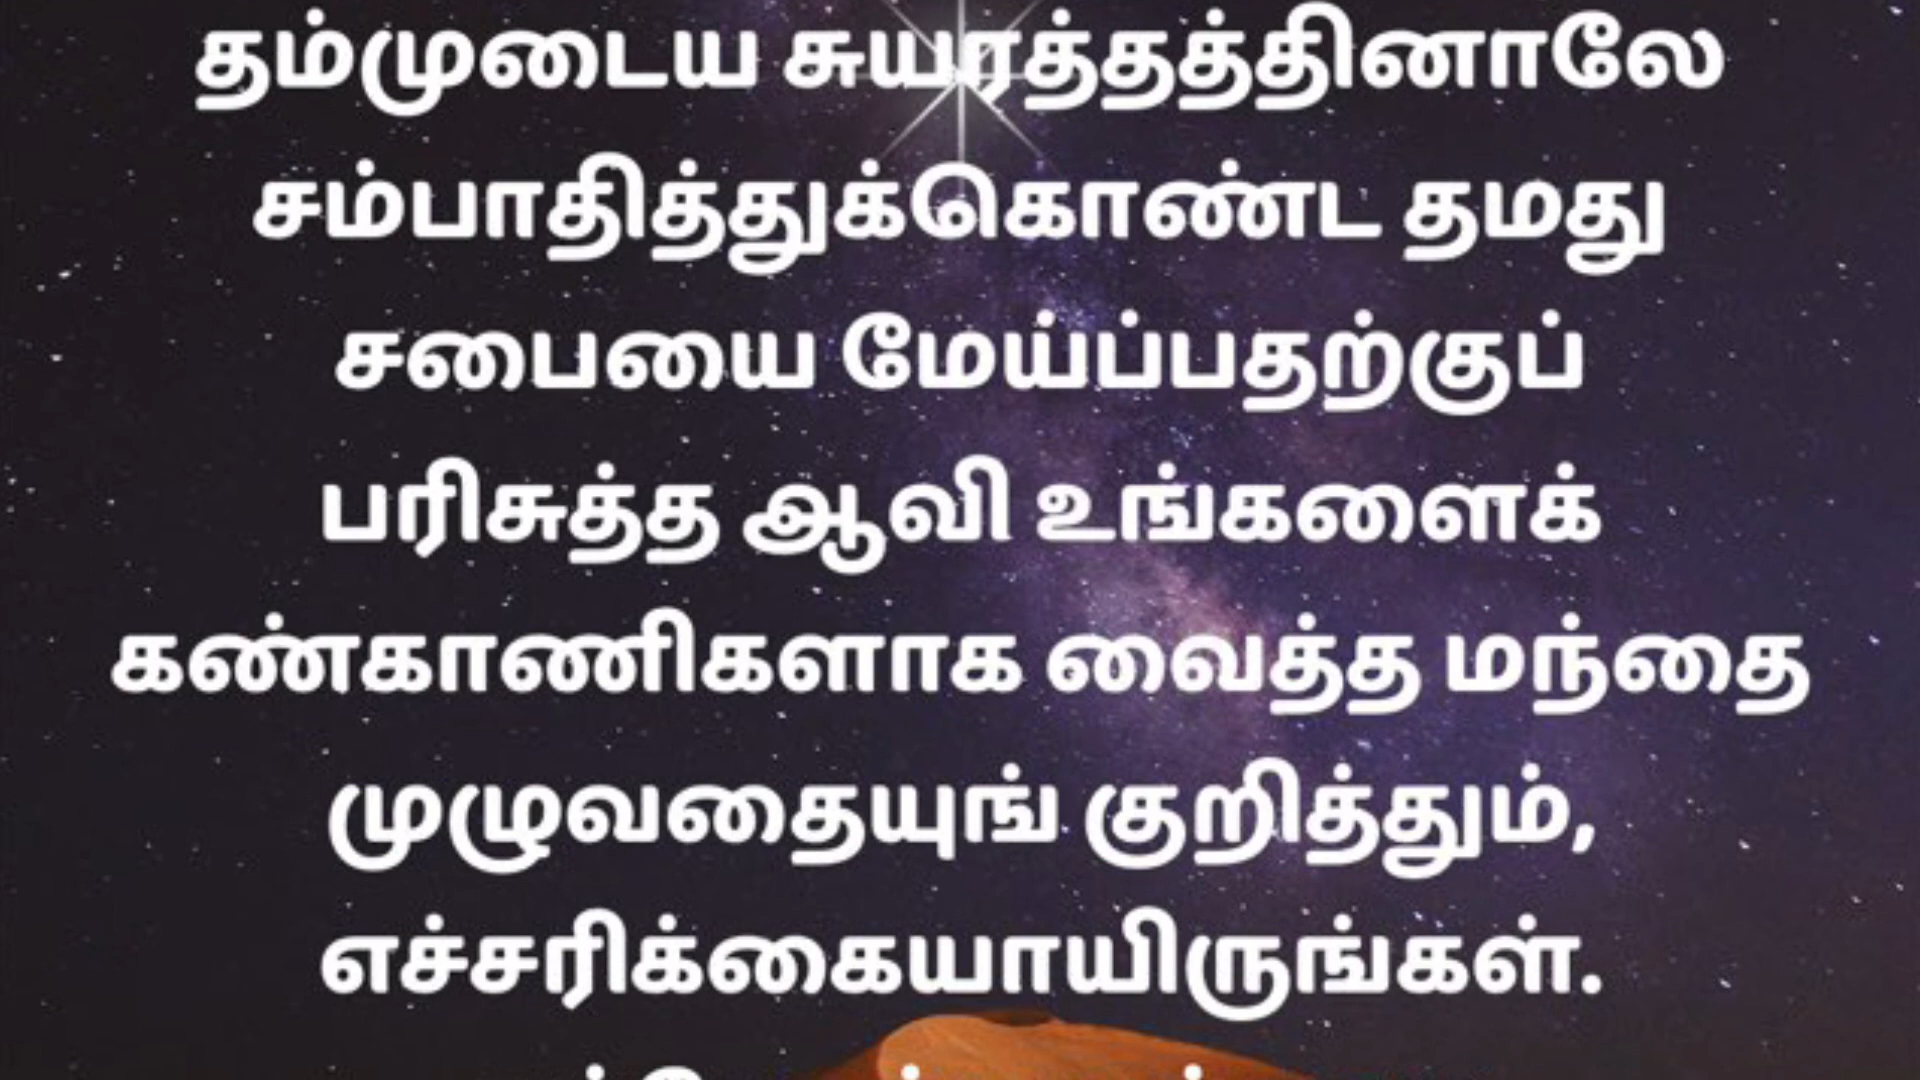 தம்முடைய சுயரத்தத்தினாலே
சம்பாதித்துக்கொண்ட தமது
சபையை மேய்ப்பதற்குப்
பரிசுத்த ஆவி உங்களைக்
கண்காணிகளாக வைத்த மந்தை
முழுவதையுங் குறித்தும்,
எச்சரிக்கையாயிருங்கள்.